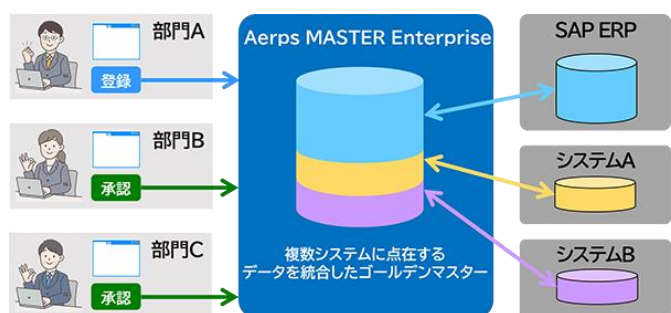 部門A
登録
部門B
承認
部門C
承認
Aerps MASTER Enterprise
複数システムに点在する
データを統合したゴールデンマスター
SAP ERP
システムA
システムB